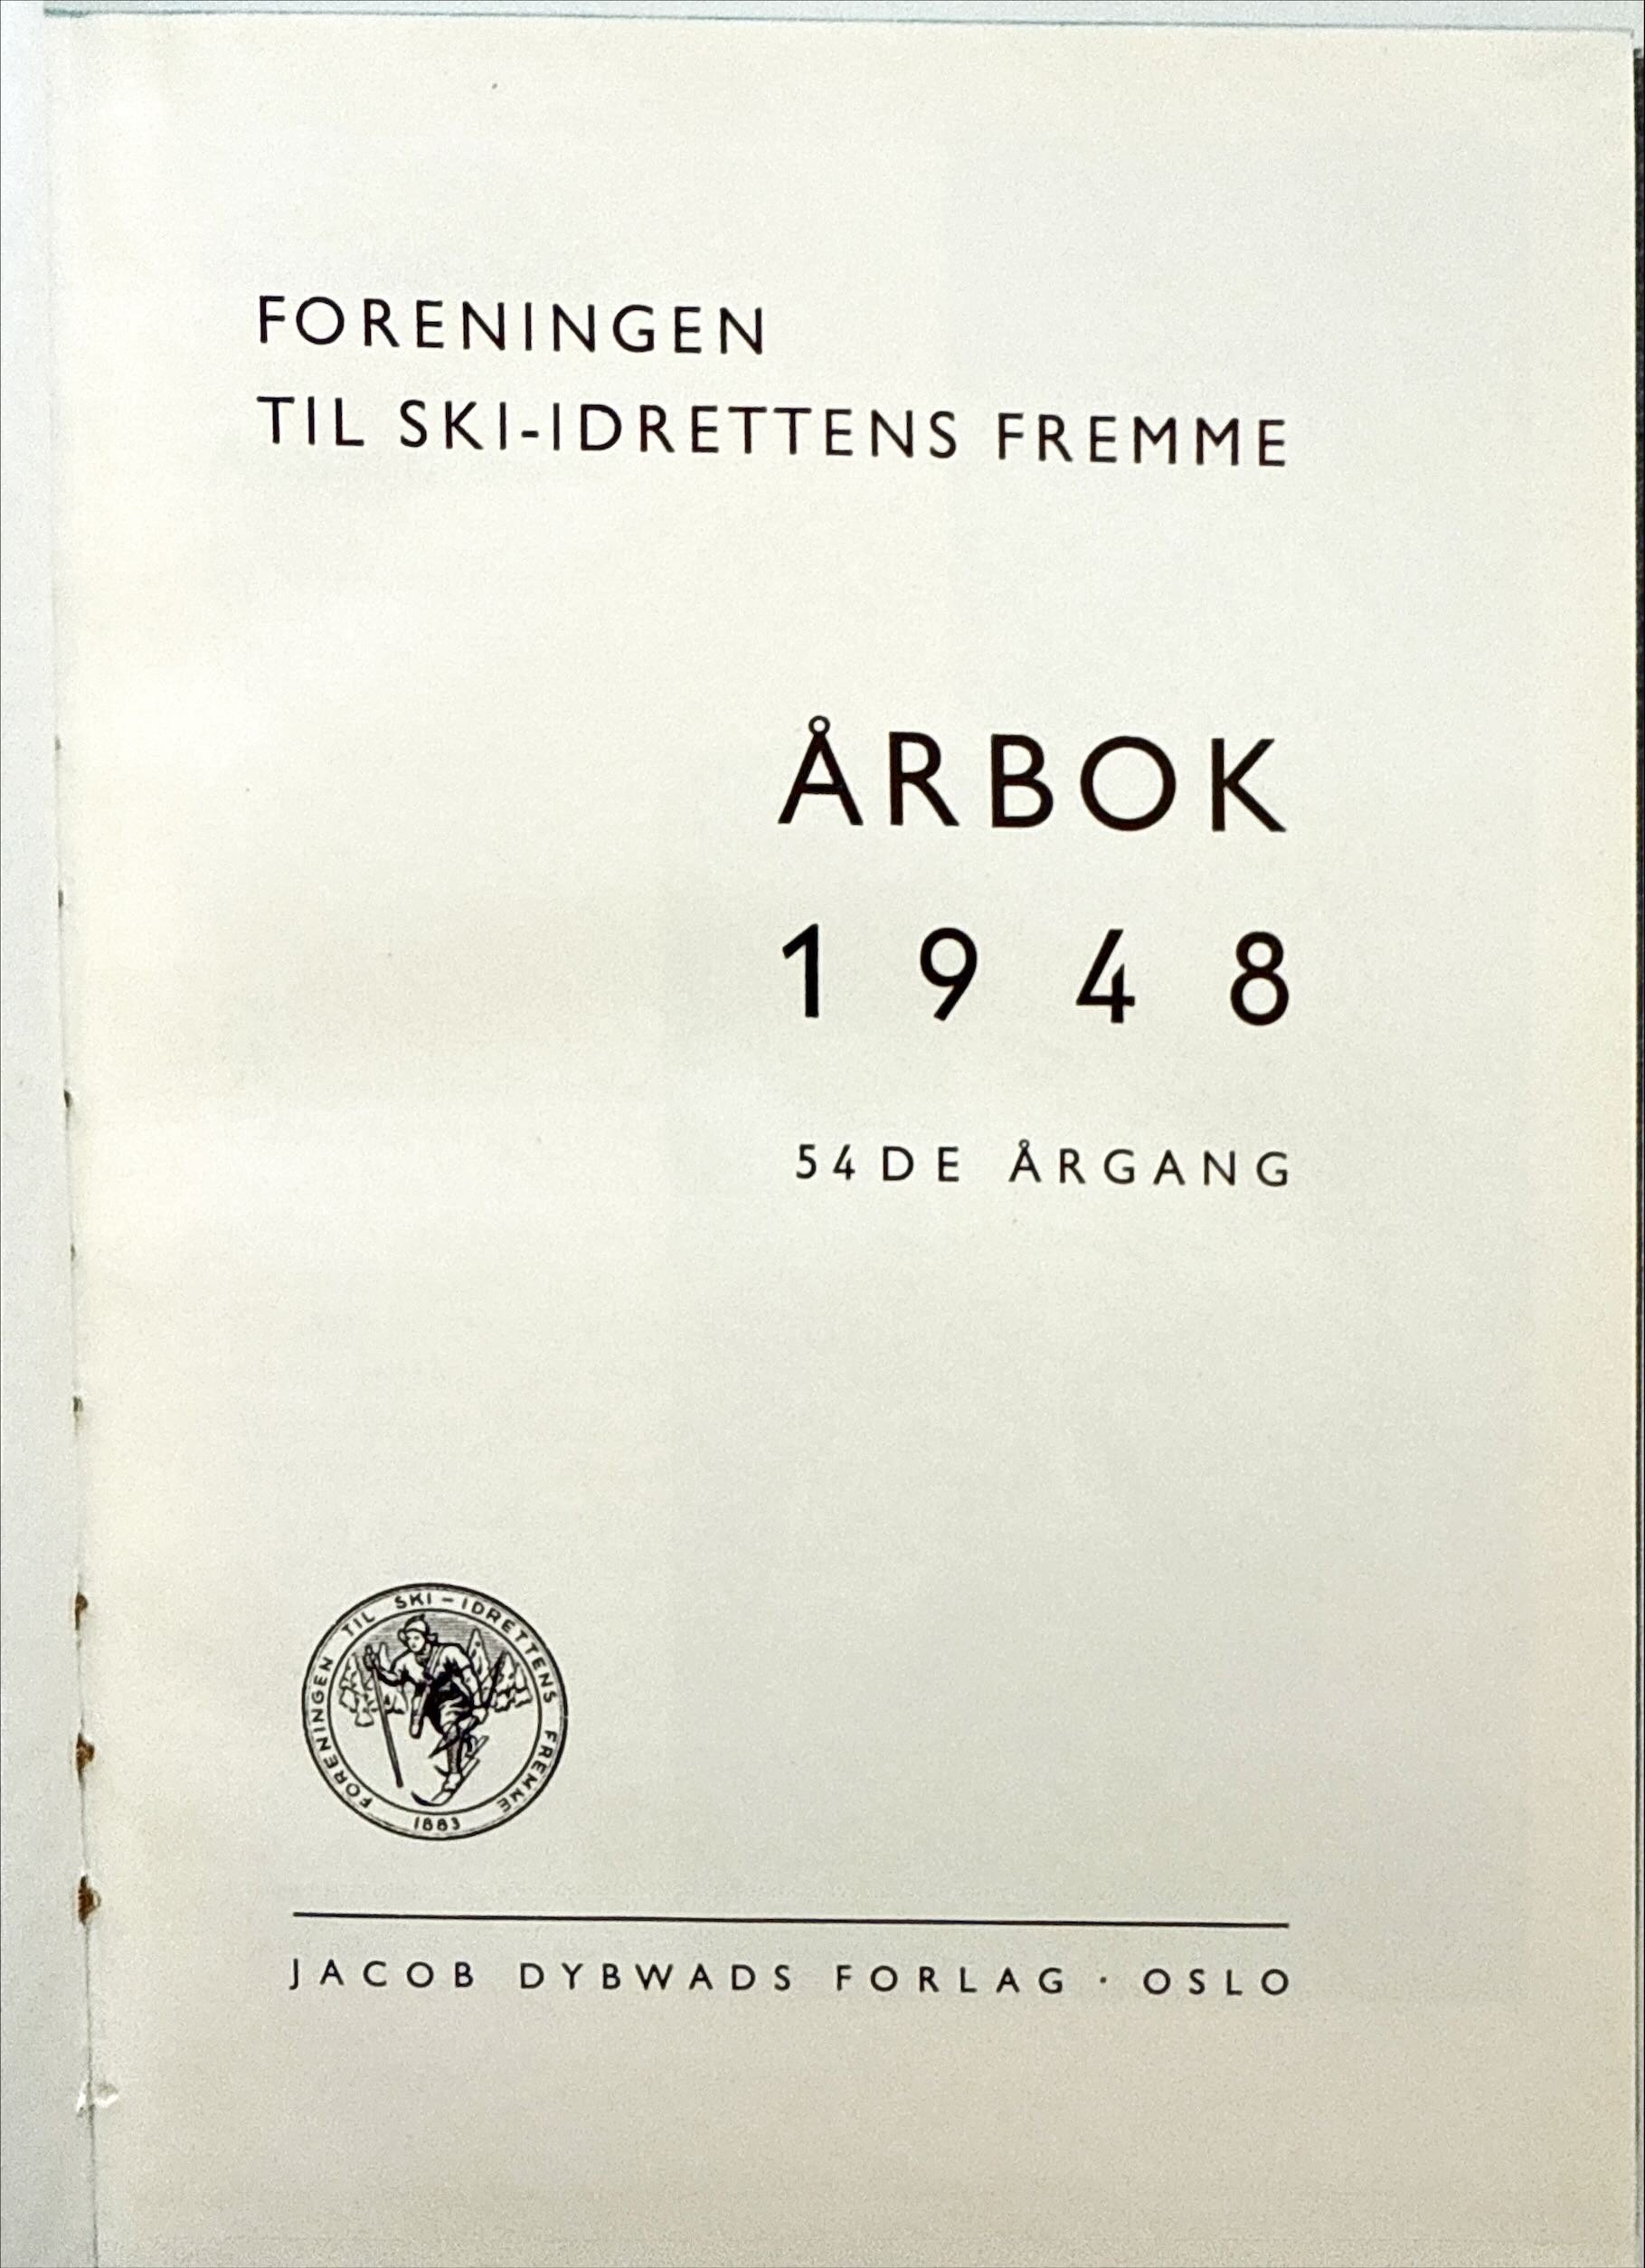 FORENINGEN
TIL SKI-IDRETTENS FREMME
ÅRBOK
1948
54DE ÅRGANG
FORENINGEN TIL SKI-IDRETTENS FREMME
1883
JACOB DYBWADS FORLAG · OSLO